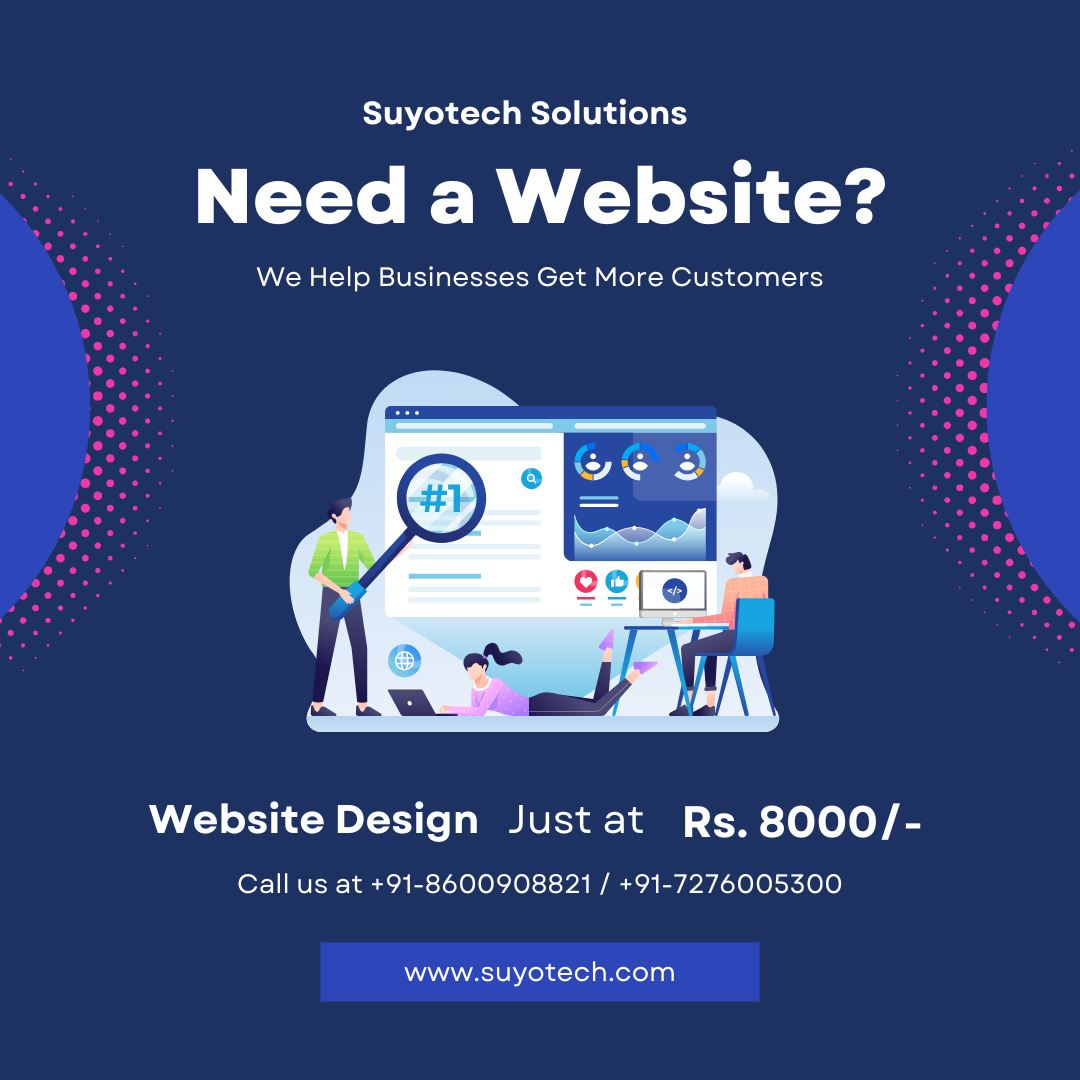 Suyotech Solutions
Need a Website?
We Help Businesses Get More Customers
#1
</>
Website Design Just at Rs. 8000/-
Call us at +91-8600908821 / +91-7276005300
www.suyotech.com